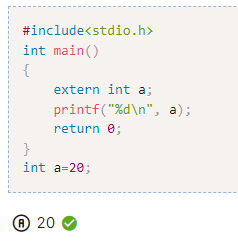 #include<stdio.h>
int main()
{
    extern int a;
    printf("%d\n", a);
    return 0;
}
int a=20;
A 20